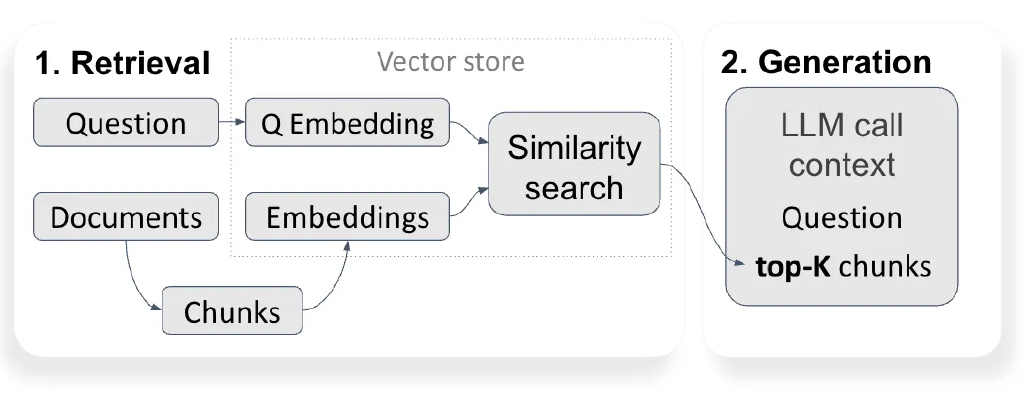 1. Retrieval
Vector store
Question
Q Embedding
Similarity
search
Documents
Embeddings
Chunks
2. Generation
LLM call
context
Question
top-K chunks